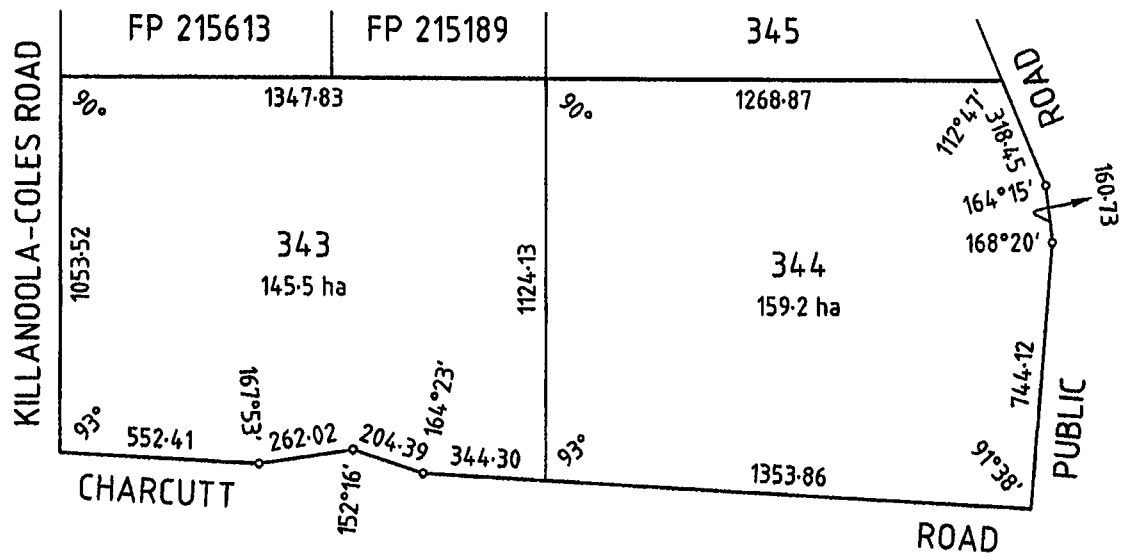 FP 215613
FP 215189
345
KILLANOOLA-COLES ROAD
ROAD
1347·83
1268·87
90°
90°
112°47'
318·45
164°15'
160·73
168°20'
343
145·5 ha
1053·52
1124·13
344
159·2 ha
744·12
PUBLIC
93°
552·41
167°53'
262·02
152°16'
204·39
164°23'
344·30
93°
1353·86
91°38'
CHARCUTT
ROAD